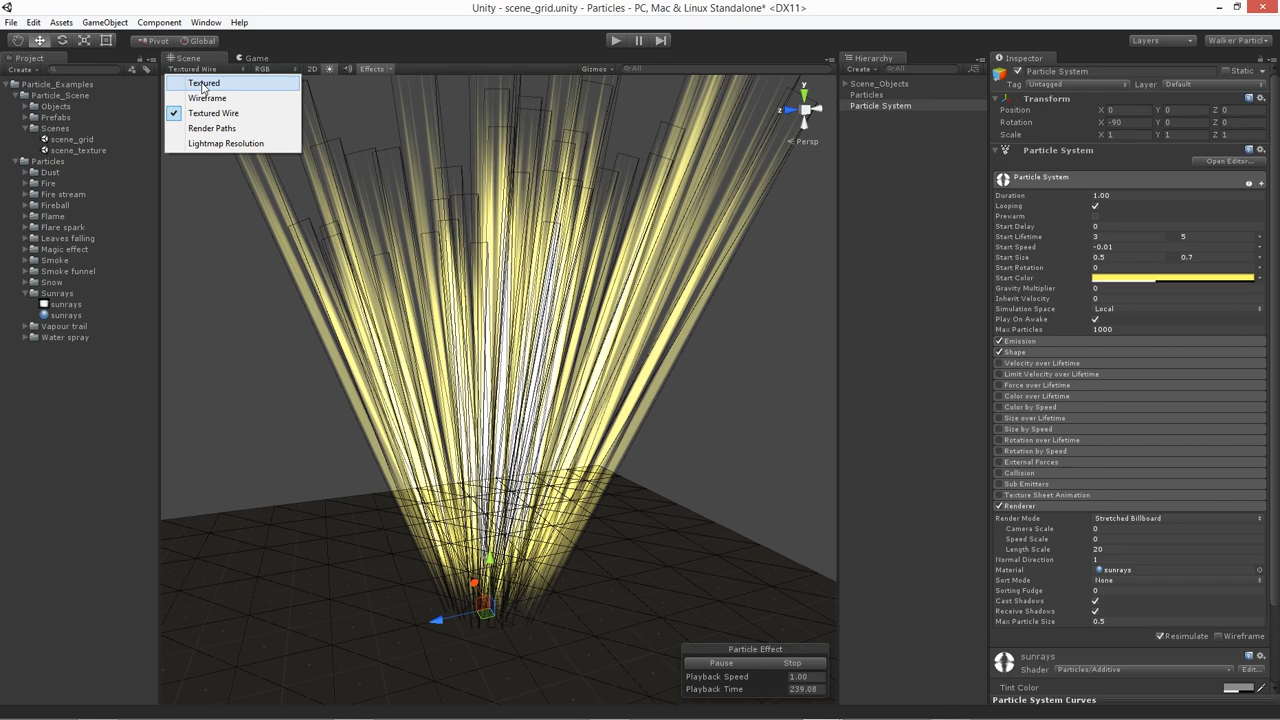 Unity - scene_grid.unity - Particles - PC, Mac & Linux Standalone* <DX11>
File Edit Assets GameObject Component Window Help
Pivot Global Layers Walker Particl
Project
Create
Particle_Examples
Particle_Scene
Objects
Prefabs
Scenes
scene_grid
scene_texture
Particles
Dust
Fire
Fire stream
Fireball
Flame
Flare spark
Leaves falling
Magic effect
Smoke
Smoke funnel
Snow
Sunrays
sunrays
sunrays
Vapour trail
Water spray
Scene Game
Textured Wire RGB 2D Effects Gizmos All
Textured
Wireframe
Textured Wire
Render Paths
Lightmap Resolution
y
z
Persp
Particle Effect
Pause Stop
Playback Speed 1.00
Playback Time 239.08
Hierarchy
Create All
Scene_Objects
Particles
Particle System
Inspector
Particle System Static
Tag Untagged Layer Default
Transform
Position X 0 Y 0 Z 0
Rotation X -90 Y 0 Z 0
Scale X 1 Y 1 Z 1
Particle System
Open Editor...
Particle System
Duration 1.00
Looping
Prewarm
Start Delay 0
Start Lifetime 3 5
Start Speed -0.01
Start Size 0.5 0.7
Start Rotation 0
Start Color
Gravity Multiplier 0
Inherit Velocity 0
Simulation Space Local
Play On Awake
Max Particles 1000
Emission
Shape
Velocity over Lifetime
Limit Velocity over Lifetime
Force over Lifetime
Color over Lifetime
Color by Speed
Size over Lifetime
Size by Speed
Rotation over Lifetime
Rotation by Speed
External Forces
Collision
Sub Emitters
Texture Sheet Animation
Renderer
Render Mode Stretched Billboard
Camera Scale 0
Speed Scale 0
Length Scale 20
Normal Direction 1
Material sunrays
Sort Mode None
Sorting Fudge 0
Cast Shadows
Receive Shadows
Max Particle Size 0.5
Resimulate Wireframe
sunrays
Shader Particles/Additive Edit...
Tint Color
Particle System Curves